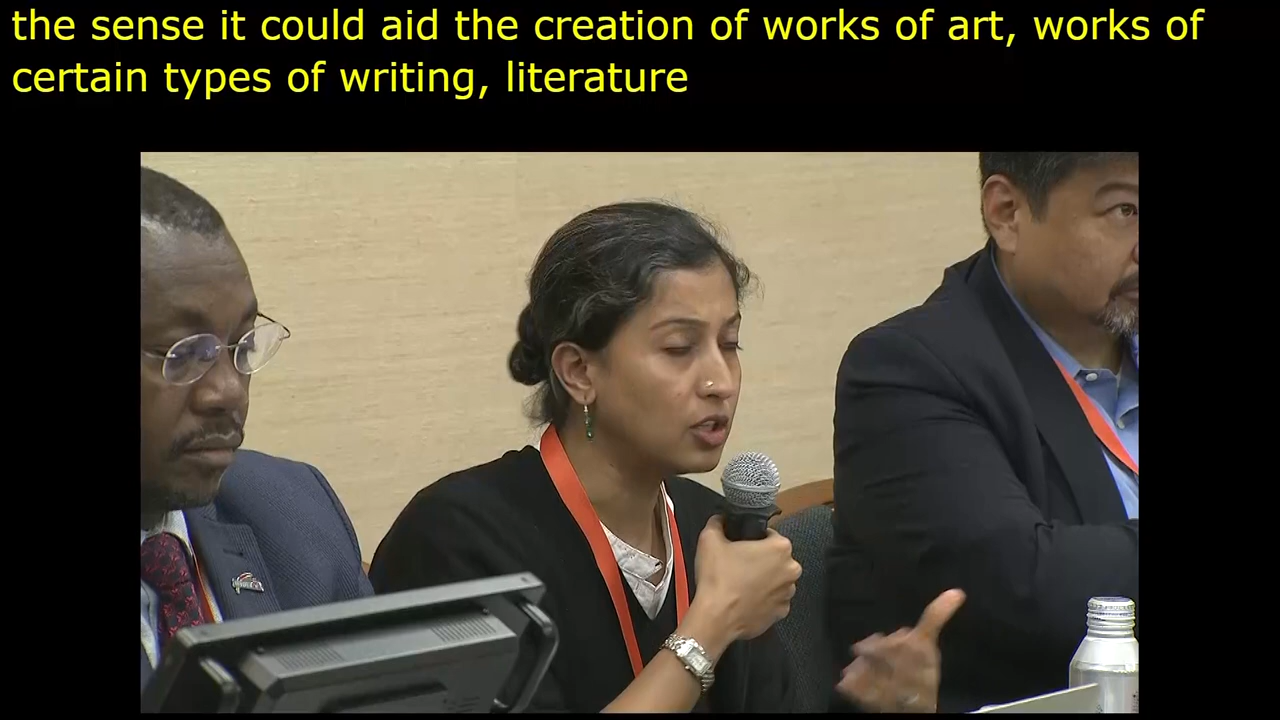 the sense it could aid the creation of works of art, works of
certain types of writing, literature